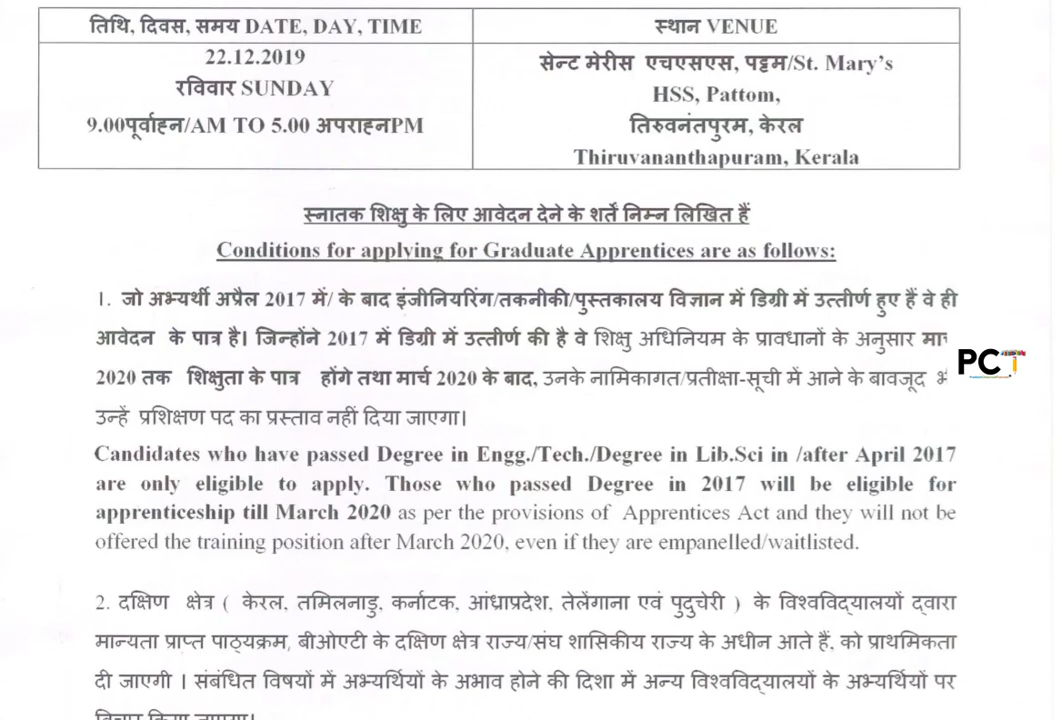 तिथि, दिवस, समय DATE, DAY, TIME
स्थान VENUE
22.12.2019
रविवार SUNDAY
9.00पूर्वाह्न/AM TO 5.00 अपराह्नPM
सेन्ट मेरीस एचएसएस, पट्टम/St. Mary’s
HSS, Pattom,
तिरुवनंतपुरम, केरल
Thiruvananthapuram, Kerala
स्नातक शिक्षु के लिए आवेदन देने के शर्तें निम्न लिखित हैं
Conditions for applying for Graduate Apprentices are as follows:
1. जो अभ्यर्थी अप्रैल 2017 में/ के बाद इंजीनियरिंग/तकनीकी/पुस्तकालय विज्ञान में डिग्री में उत्तीर्ण हुए हैं वे ही
आवेदन के पात्र है। जिन्होंने 2017 में डिग्री में उत्तीर्ण की है वे शिक्षु अधिनियम के प्रावधानों के अनुसार
2020 तक शिक्षुता के पात्र होंगे तथा मार्च 2020 के बाद, उनके नामिकागत/प्रतीक्षा-सूची में आने के बावजूद
उन्हें प्रशिक्षण पद का प्रस्ताव नहीं दिया जाएगा।
PCT
Candidates who have passed Degree in Engg./Tech./Degree in Lib.Sci in /after April 2017
are only eligible to apply. Those who passed Degree in 2017 will be eligible for
apprenticeship till March 2020 as per the provisions of Apprentices Act and they will not be
offered the training position after March 2020, even if they are empanelled/waitlisted.
2. दक्षिण क्षेत्र ( केरल, तमिलनाडु, कर्नाटक, आंध्राप्रदेश, तेलेंगाना एवं पुदुचेरी ) के विश्वविद्यालयों द्वारा
मान्यता प्राप्त पाठ्यक्रम, बीओएटी के दक्षिण क्षेत्र राज्य/संघ शासिकीय राज्य के अधीन आते हैं, को प्राथमिकता
दी जाएगी । संबंधित विषयों में अभ्यर्थियों के अभाव होने की दिशा में अन्य विश्वविद्यालयों के अभ्यर्थियों पर